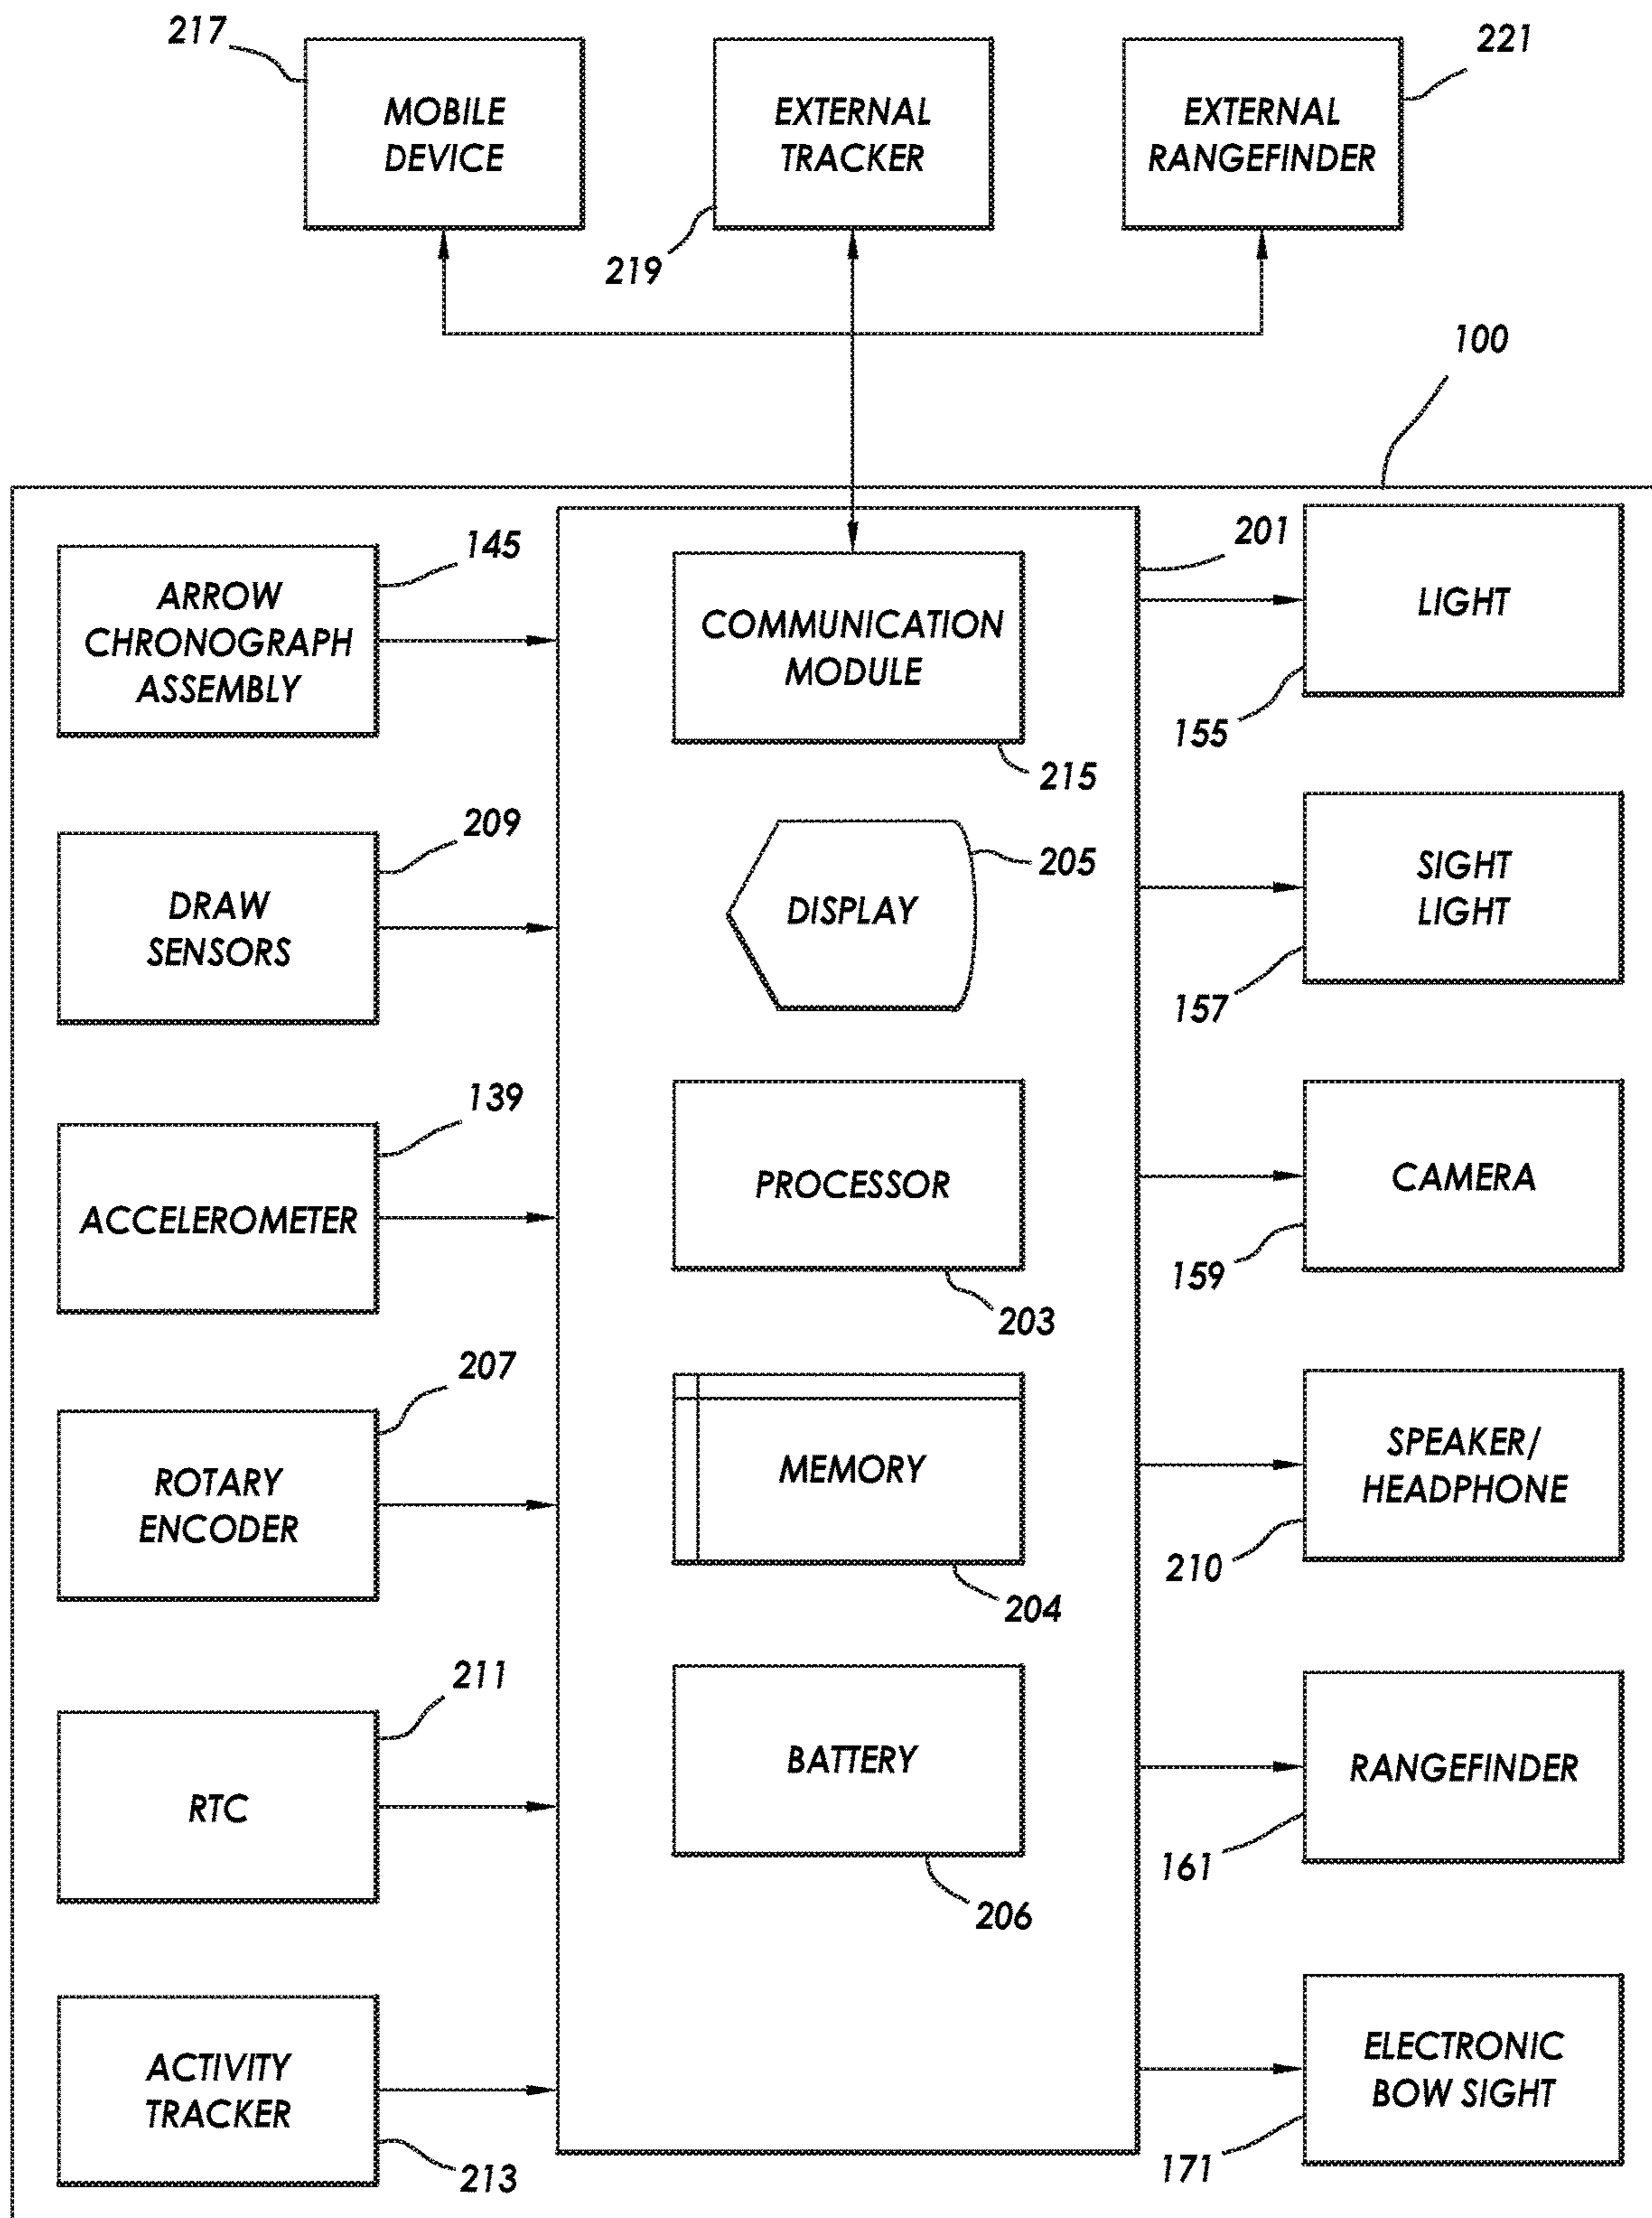 217
MOBILE
DEVICE
EXTERNAL
TRACKER
219
221
EXTERNAL
RANGEFINDER
100
145
ARROW
CHRONOGRAPH
ASSEMBLY
209
DRAW
SENSORS
139
ACCELEROMETER
207
ROTARY
ENCODER
211
RTC
ACTIVITY
TRACKER
213
201
COMMUNICATION
MODULE
215
205
DISPLAY
PROCESSOR
203
MEMORY
204
BATTERY
206
LIGHT
155
SIGHT
LIGHT
157
CAMERA
159
SPEAKER/
HEADPHONE
210
RANGEFINDER
161
ELECTRONIC
BOW SIGHT
171